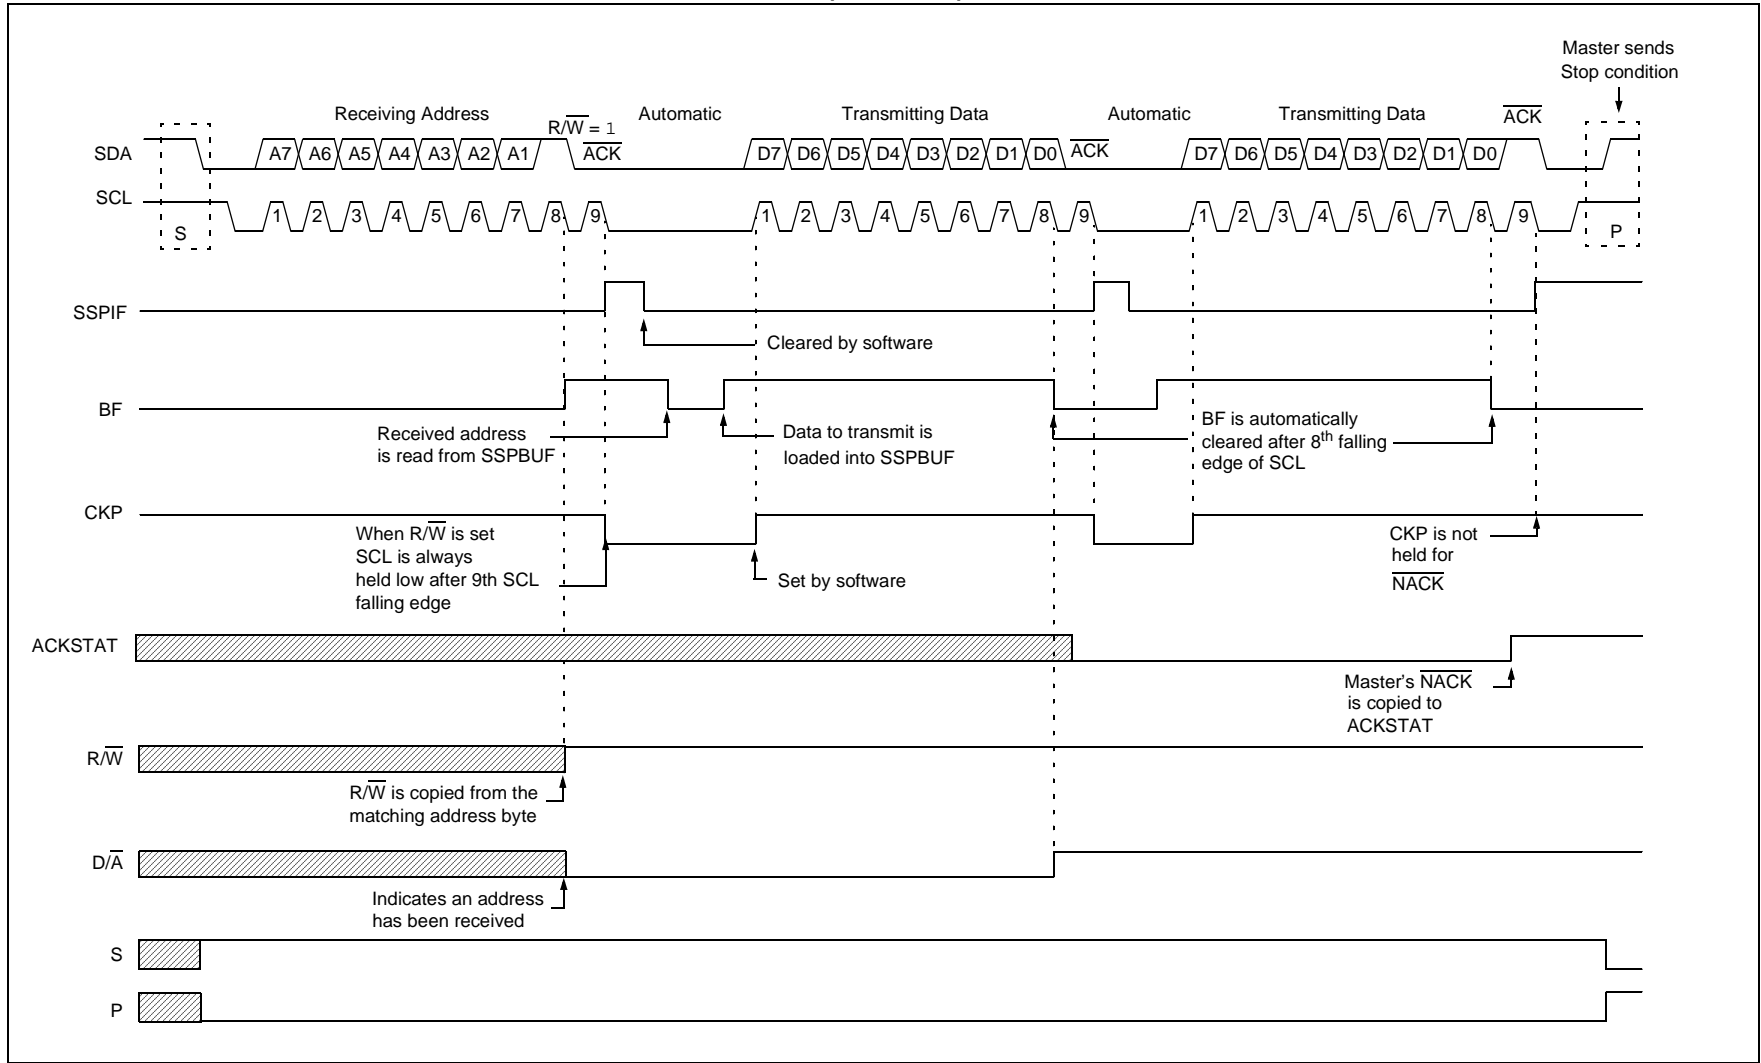 Master sends
Stop condition
Receiving Address
R/W̅ = 1
Automatic
Transmitting Data
Automatic
Transmitting Data
A̅C̅K̅
SDA
A7 A6 A5 A4 A3 A2 A1
A̅C̅K̅
D7 D6 D5 D4 D3 D2 D1 D0
A̅C̅K̅
D7 D6 D5 D4 D3 D2 D1 D0
SCL
S
1 2 3 4 5 6 7 8 9
1 2 3 4 5 6 7 8 9
1 2 3 4 5 6 7 8 9
P
SSPIF
Cleared by software
BF
Received address
is read from SSPBUF
Data to transmit is
loaded into SSPBUF
BF is automatically
cleared after 8th falling
edge of SCL
CKP
When R/W̅ is set
SCL is always
held low after 9th SCL
falling edge
Set by software
CKP is not
held for
N̅A̅C̅K̅
ACKSTAT
Master's N̅A̅C̅K̅
is copied to
ACKSTAT
R/W̅
R/W̅ is copied from the
matching address byte
D/A̅
Indicates an address
has been received
S
P